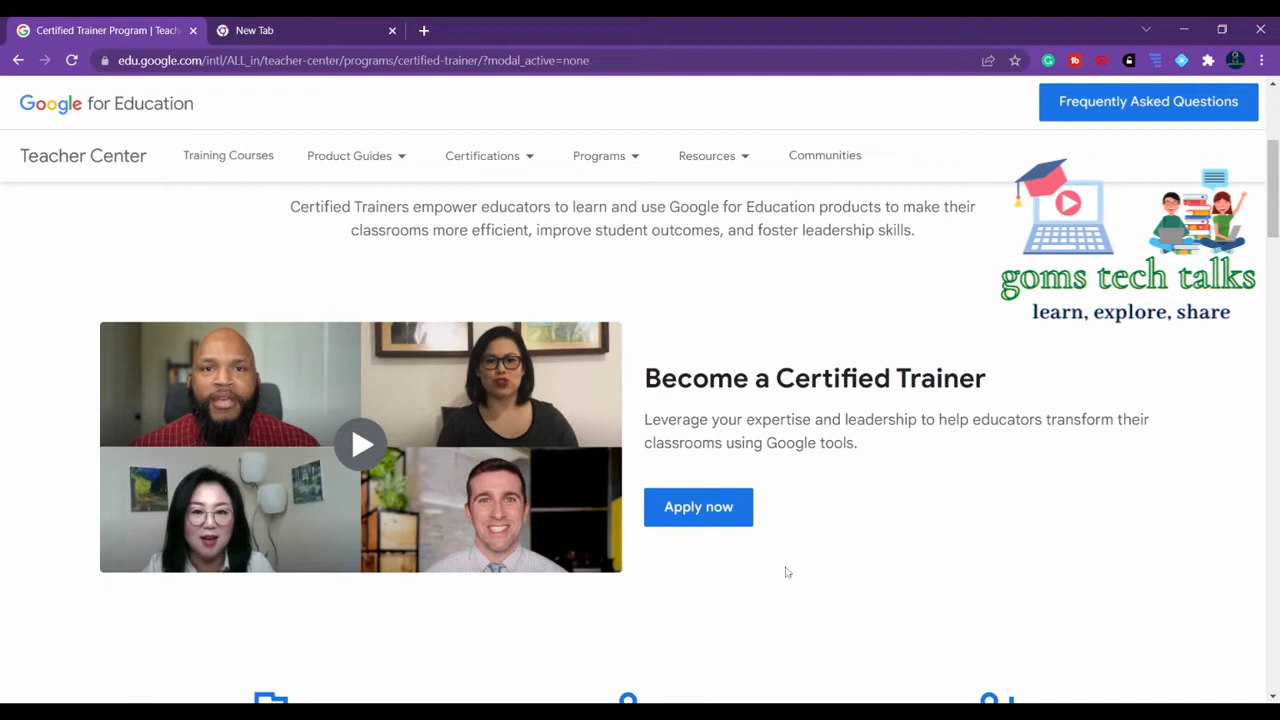 Certified Trainer Program | Teach
New Tab
edu.google.com/intl/ALL_in/teacher-center/programs/certified-trainer/?modal_active=none
Google for Education
Frequently Asked Questions
Teacher Center
Training Courses
Product Guides
Certifications
Programs
Resources
Communities
Certified Trainers empower educators to learn and use Google for Education products to make their
classrooms more efficient, improve student outcomes, and foster leadership skills.
goms tech talks
learn, explore, share
Become a Certified Trainer
Leverage your expertise and leadership to help educators transform their
classrooms using Google tools.
Apply now